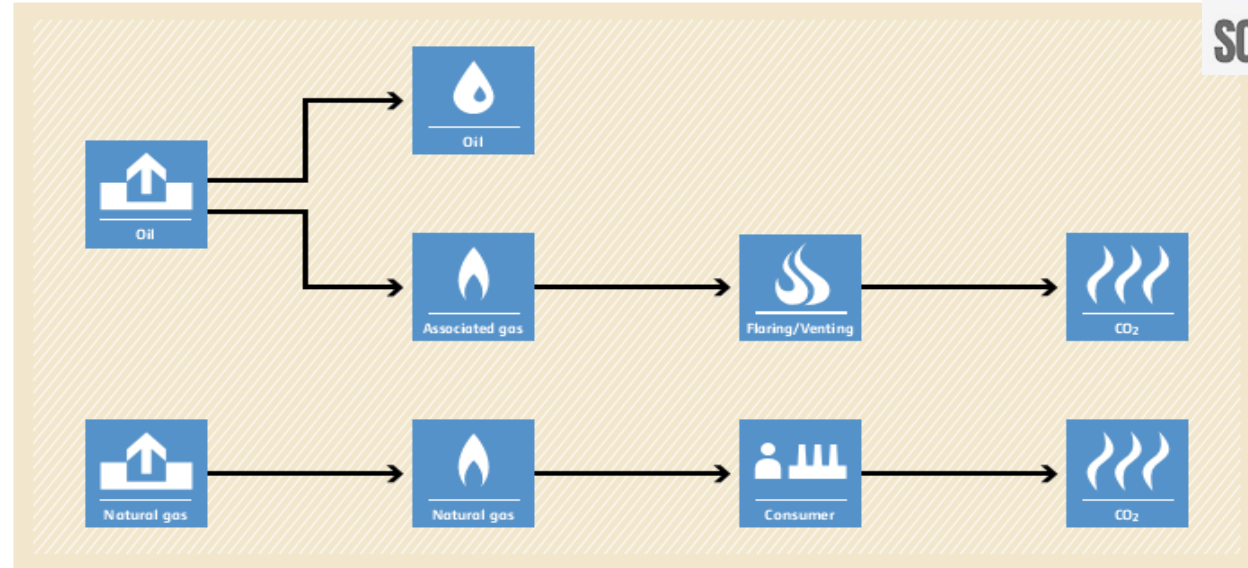 Oil
Oil
Associated gas
Flaring/Venting
CO₂
Natural gas
Natural gas
Consumer
CO₂